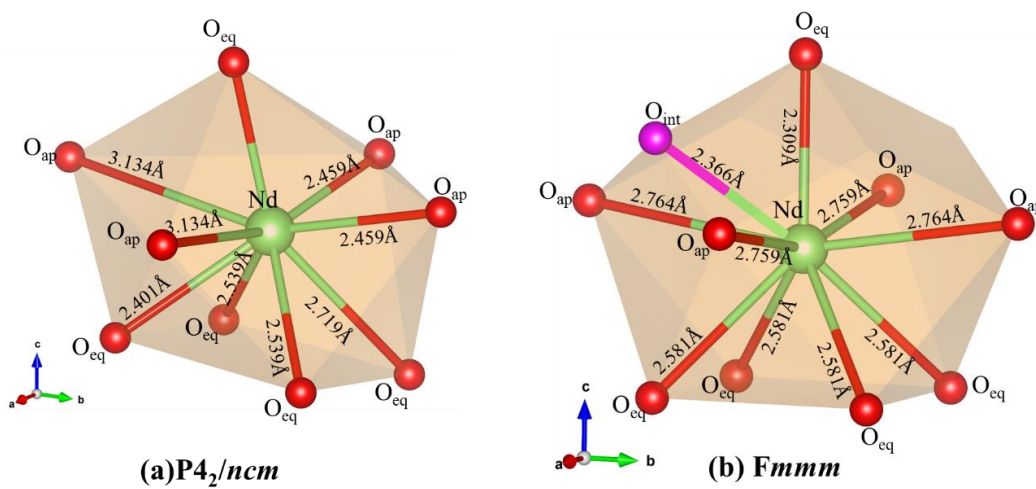 O_eq
O_ap
O_ap
3.134Å
2.459Å
Nd
O_ap
3.134Å
O_ap
2.459Å
2.401Å
2.539Å
2.539Å
2.719Å
O_eq
O_eq
O_eq
O_eq
c
a
b
(a)P4₂/ncm
O_eq
O_int
2.309Å
2.366Å
O_ap
O_ap
2.764Å
Nd
2.759Å
O_ap
2.759Å
2.764Å
2.581Å
2.581Å
2.581Å
2.581Å
O_eq
O_eq
O_eq
O_eq
c
a
b
(b) Fmmm